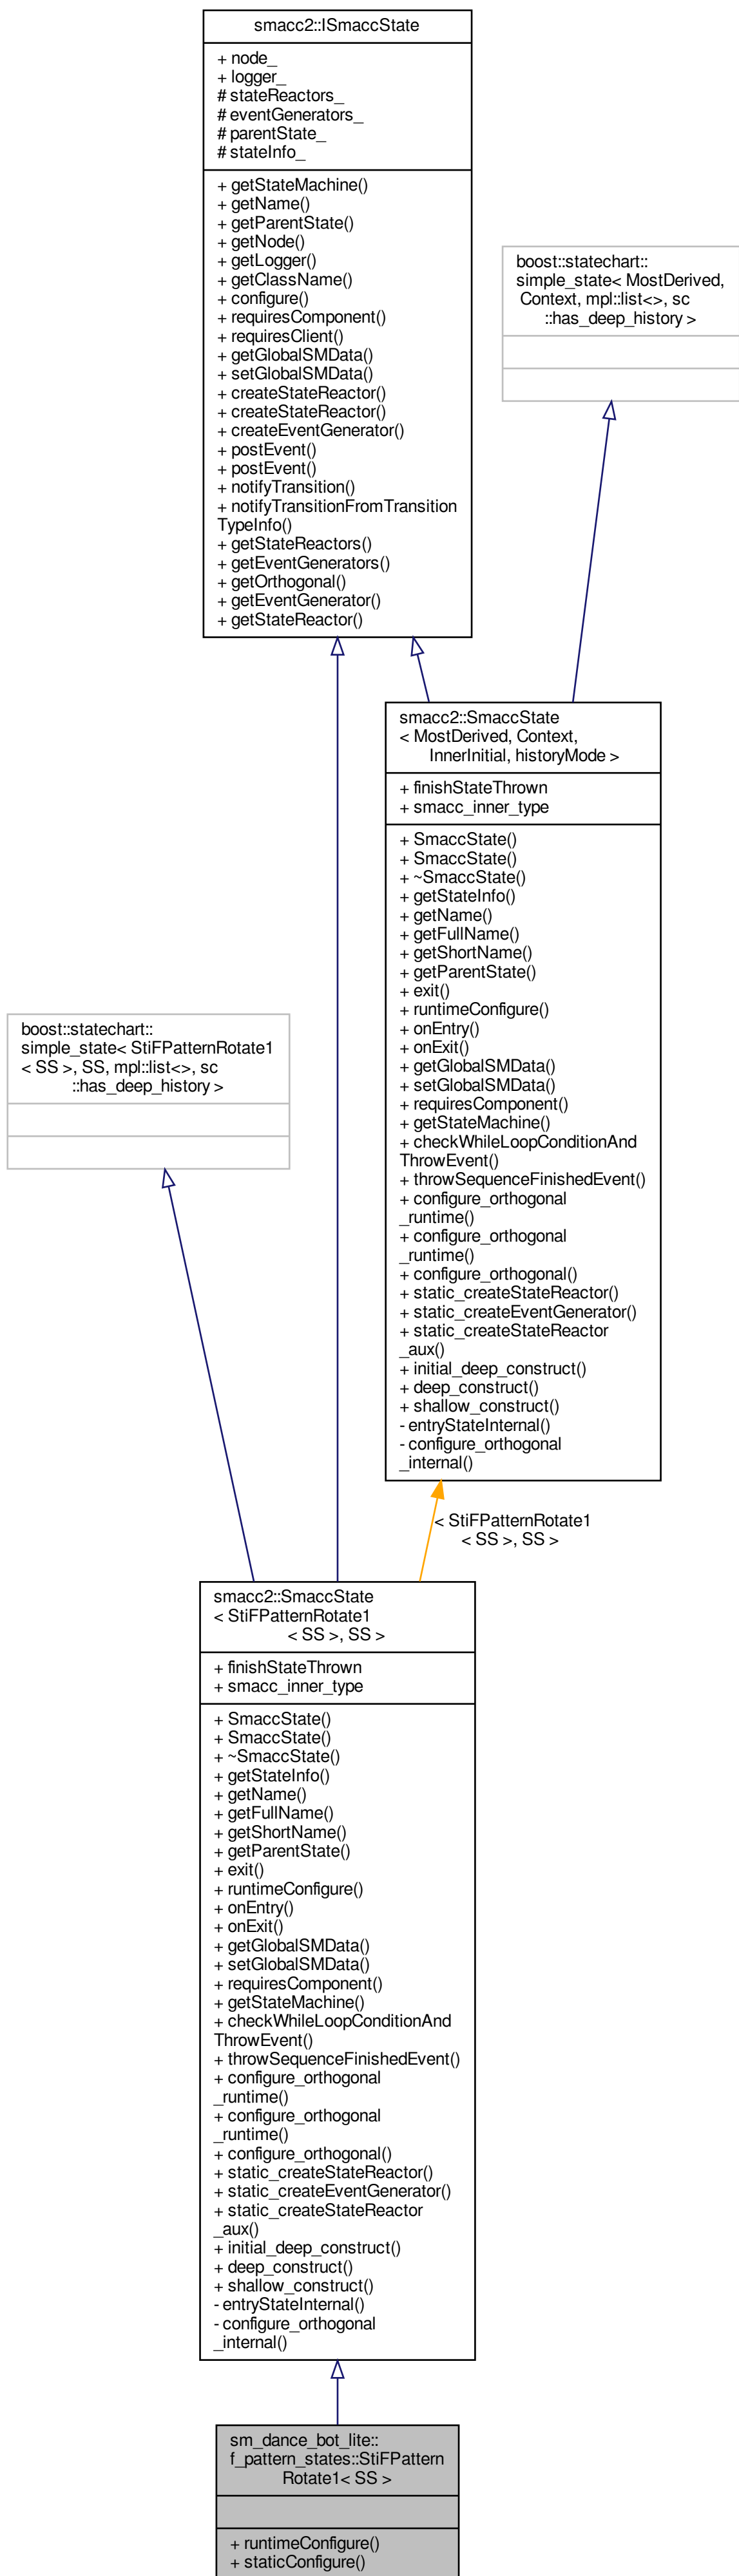 smacc2::ISmaccState
+ node_
+ logger_
# stateReactors_
# eventGenerators_
# parentState_
# stateInfo_
+ getStateMachine()
+ getName()
+ getParentState()
+ getNode()
+ getLogger()
+ getClassName()
+ configure()
+ requiresComponent()
+ requiresClient()
+ getGlobalSMData()
+ setGlobalSMData()
+ createStateReactor()
+ createStateReactor()
+ createEventGenerator()
+ postEvent()
+ postEvent()
+ notifyTransition()
+ notifyTransitionFromTransition
TypeInfo()
+ getStateReactors()
+ getEventGenerators()
+ getOrthogonal()
+ getEventGenerator()
+ getStateReactor()
boost::statechart::
simple_state< MostDerived,
Context, mpl::list<>, sc
::has_deep_history >
smacc2::SmaccState
< MostDerived, Context,
InnerInitial, historyMode >
+ finishStateThrown
+ smacc_inner_type
+ SmaccState()
+ SmaccState()
+ ~SmaccState()
+ getStateInfo()
+ getName()
+ getFullName()
+ getShortName()
+ getParentState()
+ exit()
+ runtimeConfigure()
+ onEntry()
+ onExit()
+ getGlobalSMData()
+ setGlobalSMData()
+ requiresComponent()
+ getStateMachine()
+ checkWhileLoopConditionAnd
ThrowEvent()
+ throwSequenceFinishedEvent()
+ configure_orthogonal
_runtime()
+ configure_orthogonal
_runtime()
+ configure_orthogonal()
+ static_createStateReactor()
+ static_createEventGenerator()
+ static_createStateReactor
_aux()
+ initial_deep_construct()
+ deep_construct()
+ shallow_construct()
- entryStateInternal()
- configure_orthogonal
_internal()
boost::statechart::
simple_state< StiFPatternRotate1
< SS >, SS, mpl::list<>, sc
::has_deep_history >
< StiFPatternRotate1
< SS >, SS >
smacc2::SmaccState
< StiFPatternRotate1
< SS >, SS >
+ finishStateThrown
+ smacc_inner_type
+ SmaccState()
+ SmaccState()
+ ~SmaccState()
+ getStateInfo()
+ getName()
+ getFullName()
+ getShortName()
+ getParentState()
+ exit()
+ runtimeConfigure()
+ onEntry()
+ onExit()
+ getGlobalSMData()
+ setGlobalSMData()
+ requiresComponent()
+ getStateMachine()
+ checkWhileLoopConditionAnd
ThrowEvent()
+ throwSequenceFinishedEvent()
+ configure_orthogonal
_runtime()
+ configure_orthogonal
_runtime()
+ configure_orthogonal()
+ static_createStateReactor()
+ static_createEventGenerator()
+ static_createStateReactor
_aux()
+ initial_deep_construct()
+ deep_construct()
+ shallow_construct()
- entryStateInternal()
- configure_orthogonal
_internal()
sm_dance_bot_lite::
f_pattern_states::StiFPattern
Rotate1< SS >
+ runtimeConfigure()
+ staticConfigure()